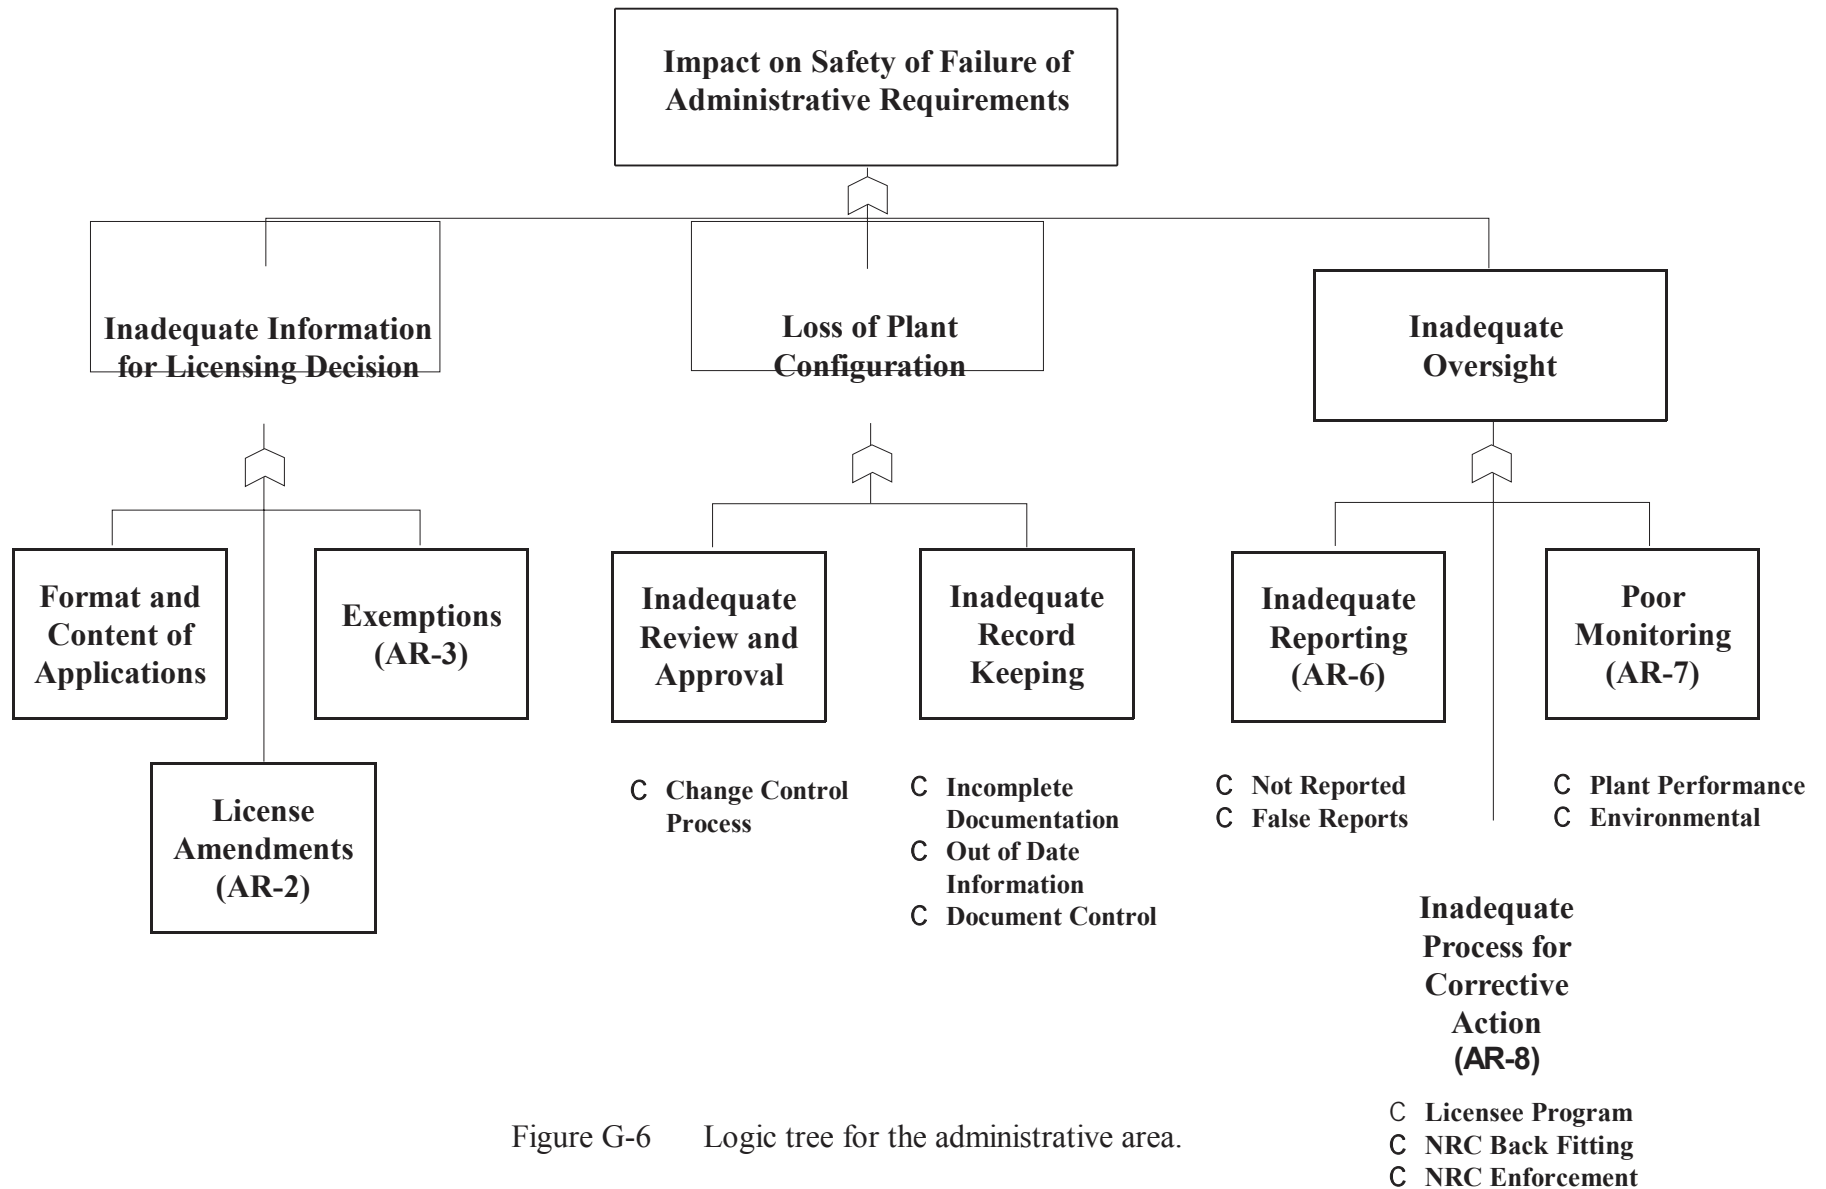 Impact on Safety of Failure of
Administrative Requirements
Inadequate Information
for Licensing Decision
Loss of Plant
Configuration
Inadequate
Oversight
Format and
Content of
Applications
Exemptions
(AR-3)
License
Amendments
(AR-2)
Inadequate
Review and
Approval
Inadequate
Record
Keeping
Inadequate
Reporting
(AR-6)
Poor
Monitoring
(AR-7)
C Change Control
Process
C Incomplete
Documentation
C Out of Date
Information
C Document Control
C Not Reported
C False Reports
C Plant Performance
C Environmental
Inadequate
Process for
Corrective
Action
(AR-8)
C Licensee Program
C NRC Back Fitting
C NRC Enforcement
Figure G-6 Logic tree for the administrative area.